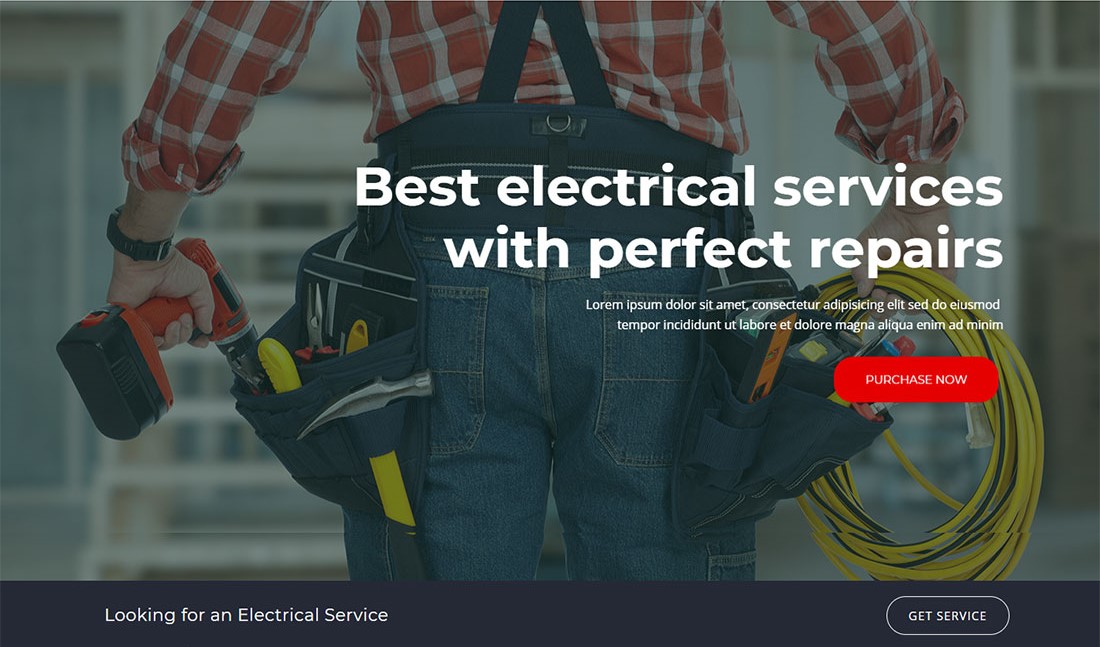 Best electrical services
with perfect repairs
Lorem ipsum dolor sit amet, consectetur adipisicing elit sed do eiusmod
tempor incididunt ut labore et dolore magna aliqua enim ad minim
PURCHASE NOW
Looking for an Electrical Service
GET SERVICE